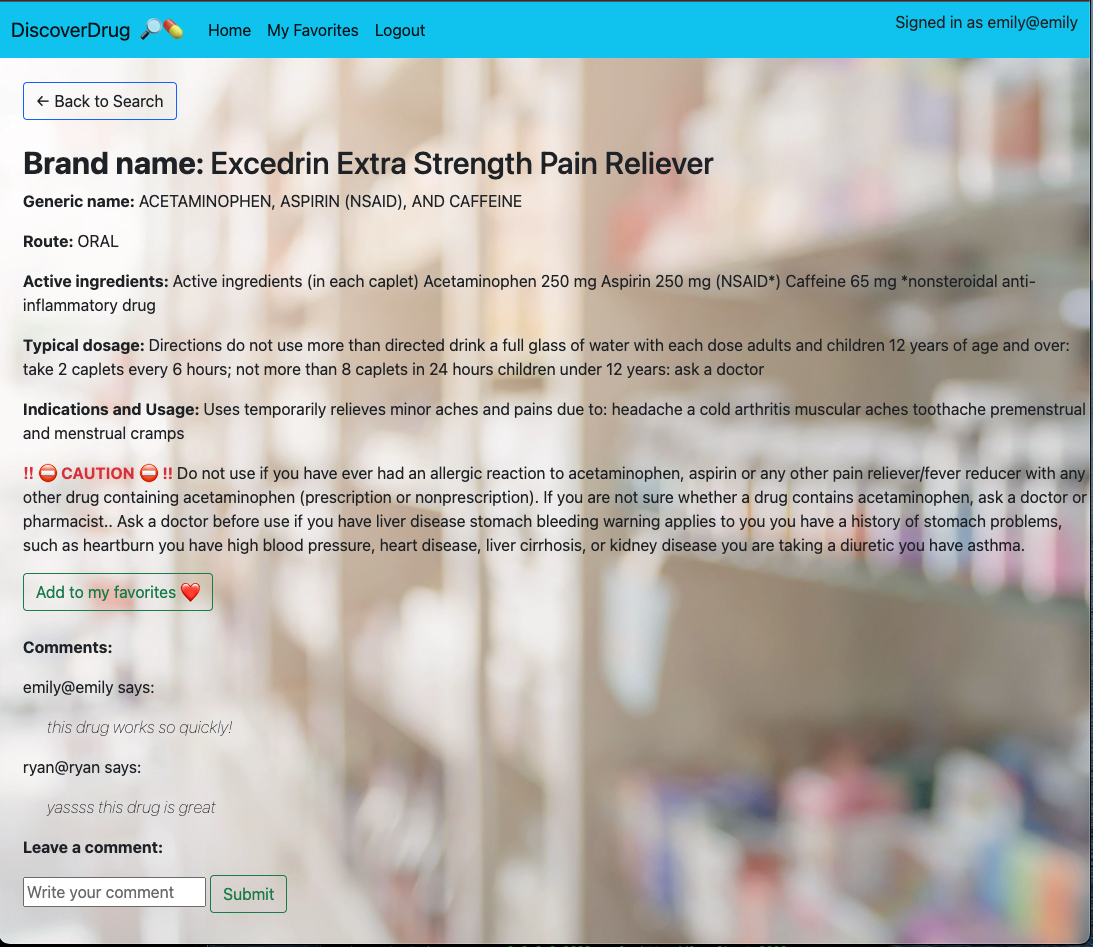 DiscoverDrug 🔎💊 Home My Favorites Logout Signed in as emily@emily
← Back to Search
Brand name: Excedrin Extra Strength Pain Reliever
Generic name: ACETAMINOPHEN, ASPIRIN (NSAID), AND CAFFEINE
Route: ORAL
Active ingredients: Active ingredients (in each caplet) Acetaminophen 250 mg Aspirin 250 mg (NSAID*) Caffeine 65 mg *nonsteroidal anti-
inflammatory drug
Typical dosage: Directions do not use more than directed drink a full glass of water with each dose adults and children 12 years of age and over:
take 2 caplets every 6 hours; not more than 8 caplets in 24 hours children under 12 years: ask a doctor
Indications and Usage: Uses temporarily relieves minor aches and pains due to: headache a cold arthritis muscular aches toothache premenstrual
and menstrual cramps
‼️ ⛔ CAUTION ⛔ ‼️ Do not use if you have ever had an allergic reaction to acetaminophen, aspirin or any other pain reliever/fever reducer with any
other drug containing acetaminophen (prescription or nonprescription). If you are not sure whether a drug contains acetaminophen, ask a doctor or
pharmacist.. Ask a doctor before use if you have liver disease stomach bleeding warning applies to you you have a history of stomach problems,
such as heartburn you have high blood pressure, heart disease, liver cirrhosis, or kidney disease you are taking a diuretic you have asthma.
Add to my favorites ❤️
Comments:
emily@emily says:
this drug works so quickly!
ryan@ryan says:
yassss this drug is great
Leave a comment:
Write your comment Submit